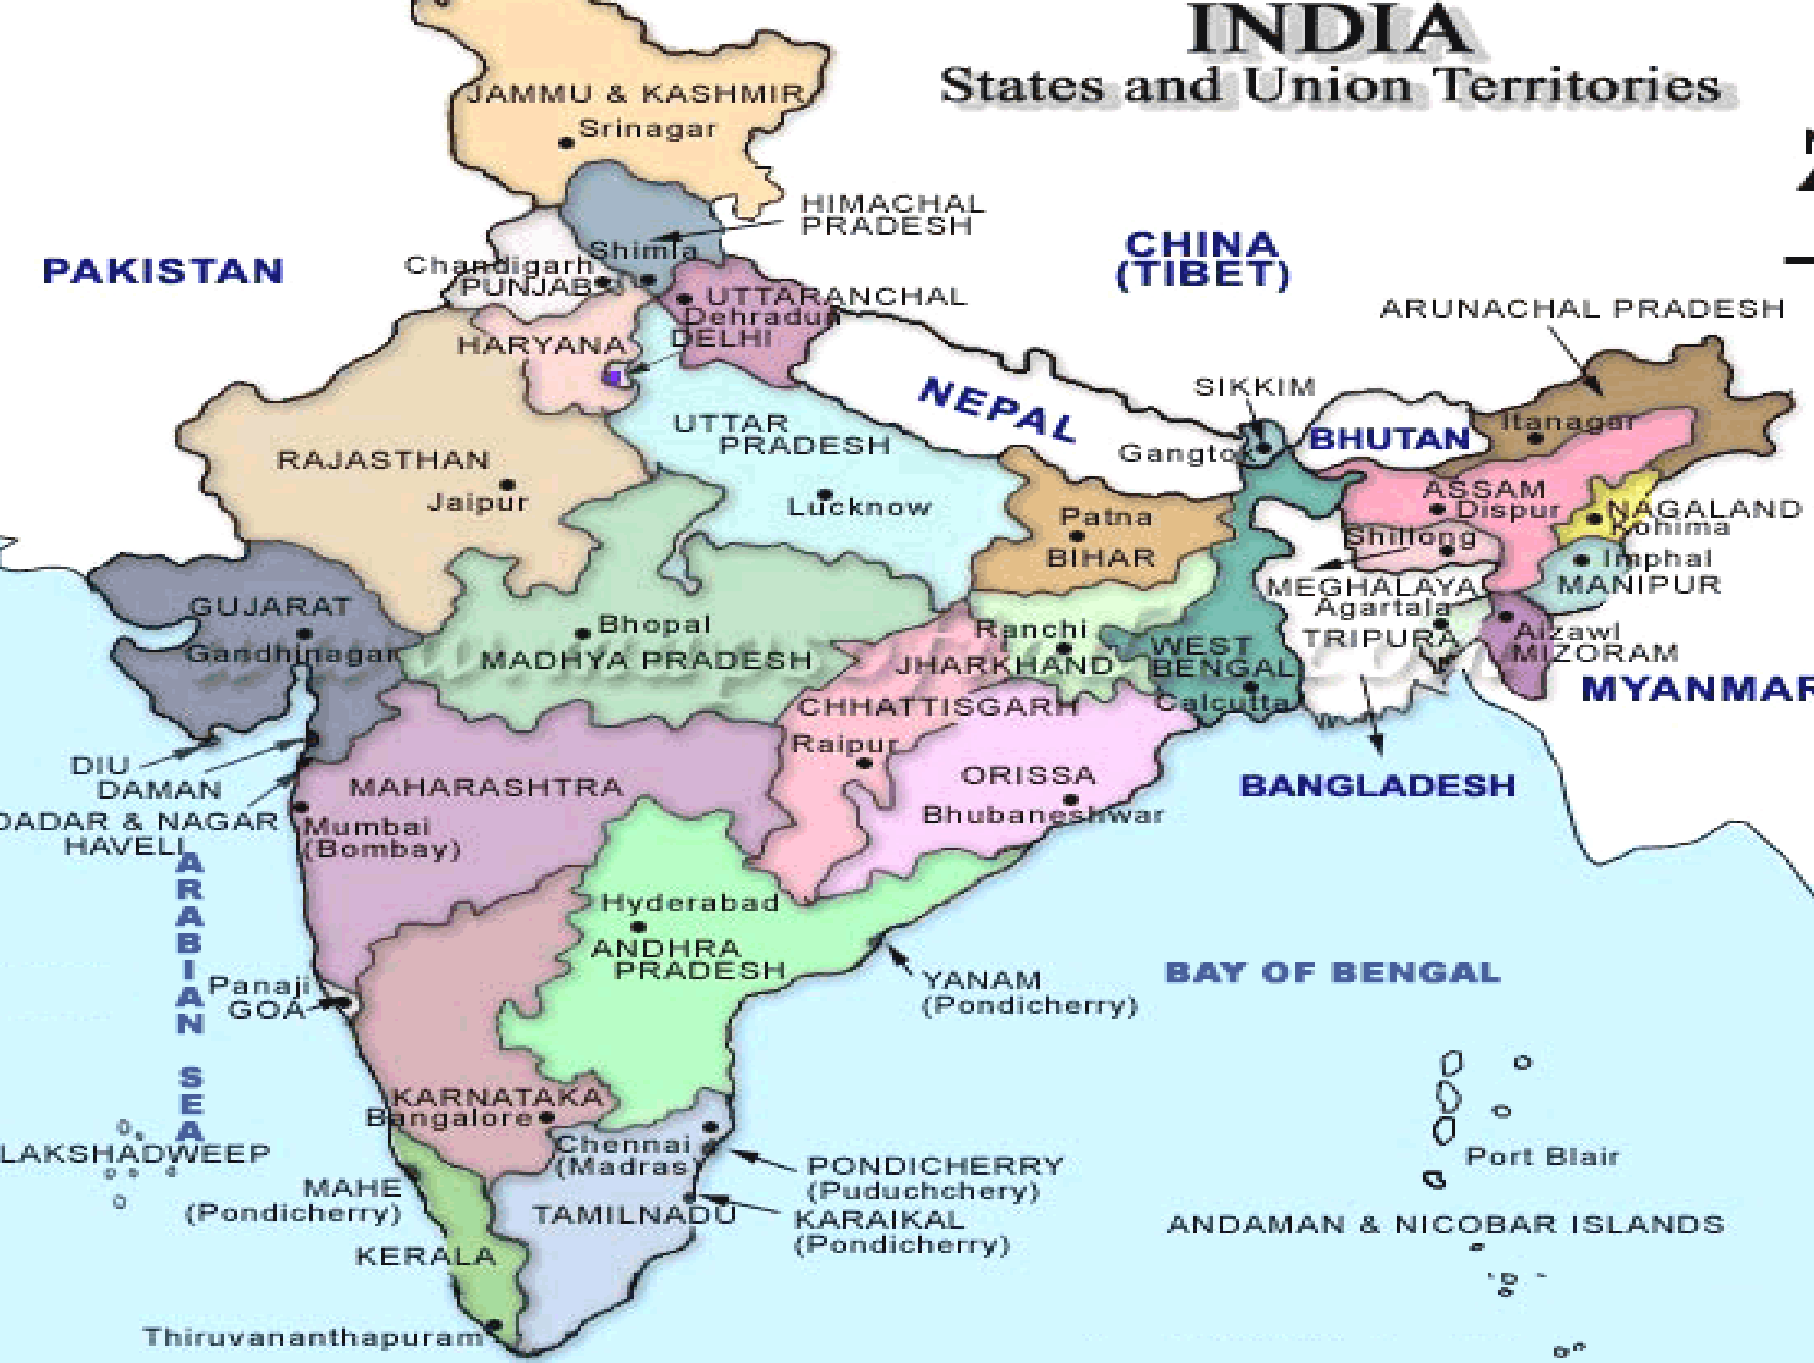 INDIA
States and Union Territories
JAMMU & KASHMIR
Srinagar
HIMACHAL
PRADESH
PAKISTAN
CHINA
(TIBET)
Shimla
Chandigarh
PUNJAB
UTTARANCHAL
Dehradun
ARUNACHAL PRADESH
HARYANA
DELHI
NEPAL
SIKKIM
Gangtok
BHUTAN
Itanagar
UTTAR
PRADESH
Lucknow
RAJASTHAN
Jaipur
Patna
BIHAR
ASSAM
Dispur
NAGALAND
Kohima
Shillong
Imphal
MANIPUR
MEGHALAYA
Agartala
TRIPURA
Aizawl
MIZORAM
MYANMAR
GUJARAT
Gandhinagar
Bhopal
MADHYA PRADESH
Ranchi
JHARKHAND
WEST
BENGAL
Calcutta
CHHATTISGARH
Raipur
DIU
DAMAN
DADAR & NAGAR
HAVELI
MAHARASHTRA
Mumbai
(Bombay)
ORISSA
Bhubaneshwar
BANGLADESH
ARABIAN SEA
Hyderabad
ANDHRA
PRADESH
YANAM
(Pondicherry)
BAY OF BENGAL
Panaji
GOA
KARNATAKA
Bangalore
Chennai
(Madras)
LAKSHADWEEP
MAHE
(Pondicherry)
TAMILNADU
PONDICHERRY
(Puduchchery)
KARAIKAL
(Pondicherry)
KERALA
Thiruvananthapuram
Port Blair
ANDAMAN & NICOBAR ISLANDS